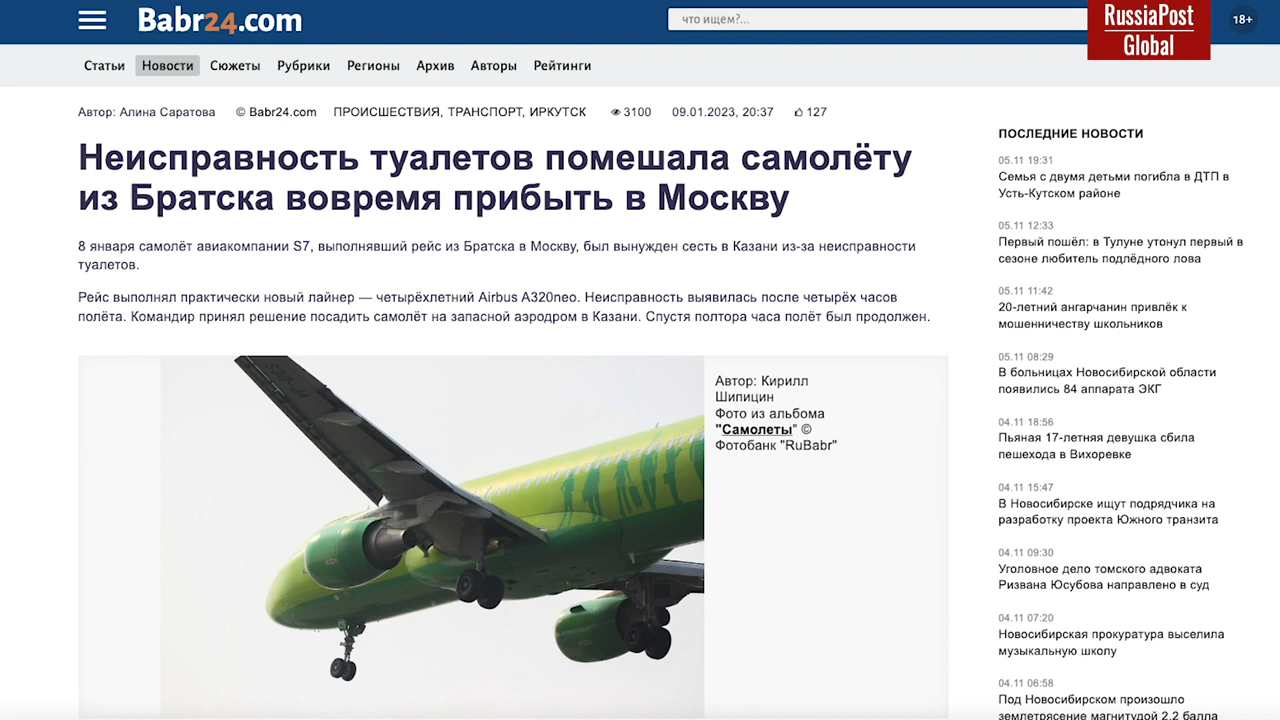 Babr24.com
что ищем?...
RussiaPost
Global
18+
Статьи Новости Сюжеты Рубрики Регионы Архив Авторы Рейтинги
Автор: Алина Саратова © Babr24.com ПРОИСШЕСТВИЯ, ТРАНСПОРТ, ИРКУТСК 3100 09.01.2023, 20:37 127
Неисправность туалетов помешала самолёту
из Братска вовремя прибыть в Москву
8 января самолёт авиакомпании S7, выполнявший рейс из Братска в Москву, был вынужден сесть в Казани из-за неисправности
туалетов.
Рейс выполнял практически новый лайнер — четырёхлетний Airbus A320neo. Неисправность выявилась после четырёх часов
полёта. Командир принял решение посадить самолёт на запасной аэродром в Казани. Спустя полтора часа полёт был продолжен.
Автор: Кирилл
Шипицин
Фото из альбома
"Самолеты" ©
Фотобанк "RuBabr"
ПОСЛЕДНИЕ НОВОСТИ
05.11 19:31
Семья с двумя детьми погибла в ДТП в
Усть-Кутском районе
05.11 12:33
Первый пошёл: в Тулуне утонул первый в
сезоне любитель подлёдного лова
05.11 11:42
20-летний ангарчанин привлёк к
мошенничеству школьников
05.11 08:29
В больницах Новосибирской области
появились 84 аппарата ЭКГ
04.11 18:56
Пьяная 17-летняя девушка сбила
пешехода в Вихоревке
04.11 15:47
В Новосибирске ищут подрядчика на
разработку проекта Южного транзита
04.11 09:30
Уголовное дело томского адвоката
Ризвана Юсубова направлено в суд
04.11 07:20
Новосибирская прокуратура выселила
музыкальную школу
04.11 06:58
Под Новосибирском произошло
землетрясение магнитудой 2,2 балла